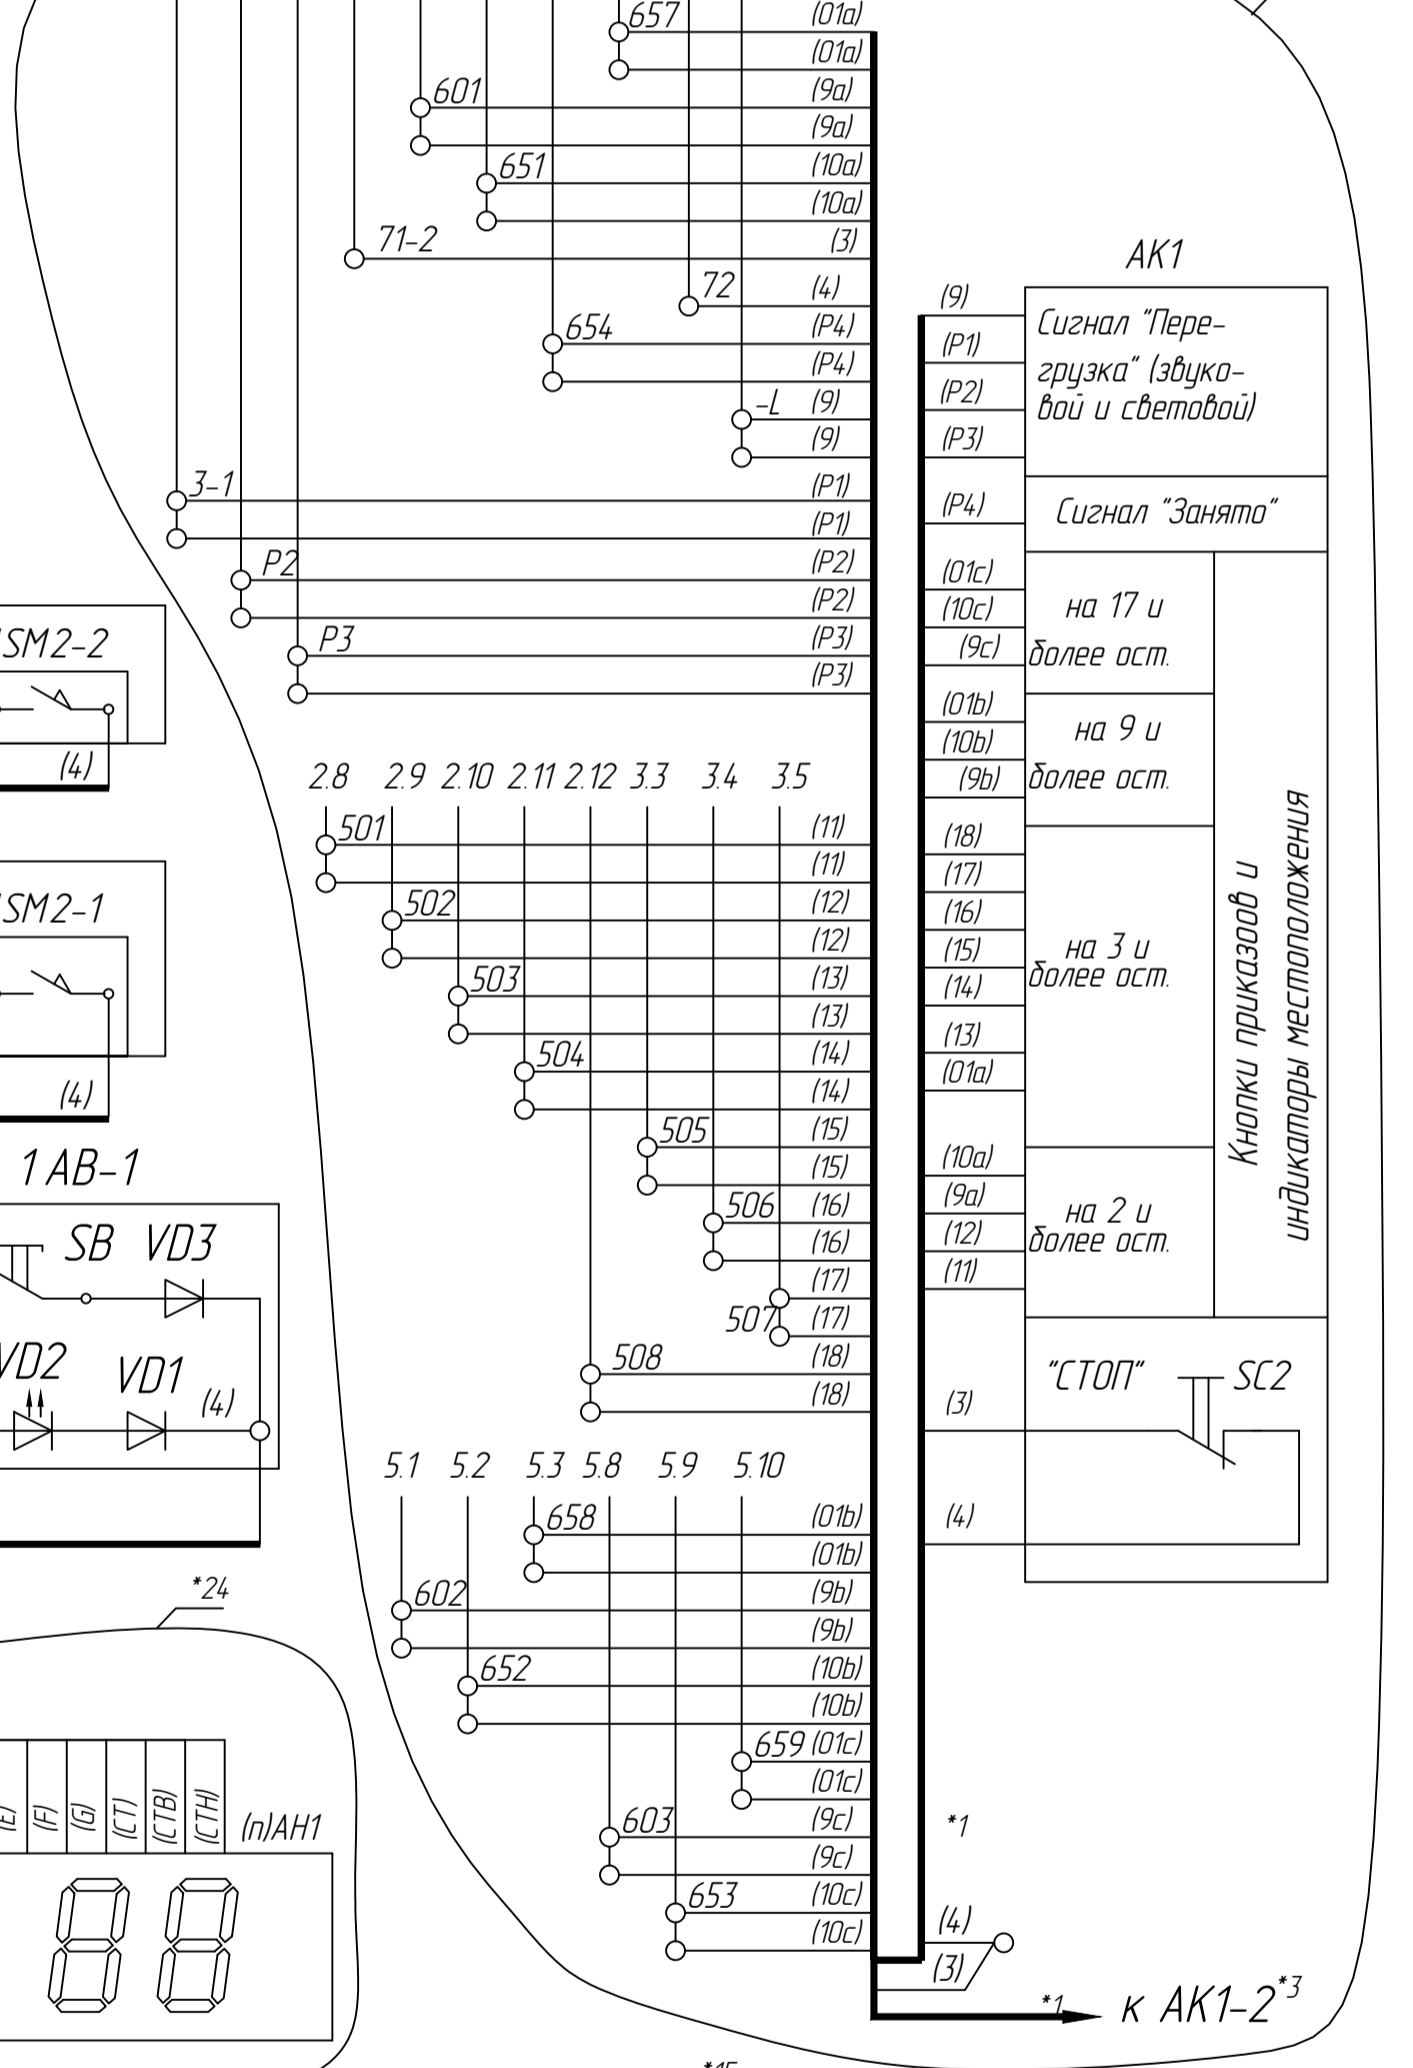 657 (01a)
(01a)
601 (9a)
(9a)
651 (10a)
(10a)
71-2 (3)
72 (4)
654 (P4)
(P4)
-L (9)
(9)
3-1 (P1)
(P1)
P2 (P2)
(P2)
P3 (P3)
(P3)
2.8 2.9 2.10 2.11 2.12 3.3 3.4 3.5
501 (11)
(11)
502 (12)
(12)
503 (13)
(13)
504 (14)
(14)
505 (15)
(15)
506 (16)
(16)
(17)
507 (17)
508 (18)
(18)
5.1 5.2 5.3 5.8 5.9 5.10
658 (01b)
(01b)
602 (9b)
(9b)
652 (10b)
(10b)
659 (01c)
(01c)
603 (9c)
(9c)
653 (10c)
(10c)
АК1
(9)
(P1)
(P2)
(P3)
Сигнал "Пере-
грузка" (звуко-
вой и световой)
(P4)
Сигнал "Занято"
(01c)
(10c)
(9c)
на 17 и
более ост.
(01b)
(10b)
(9b)
на 9 и
более ост.
(18)
(17)
(16)
(15)
(14)
(13)
(01a)
на 3 и
более ост.
(10a)
(9a)
(12)
(11)
на 2 и
более ост.
Кнопки приказов и
индикаторы местоположения
"СТОП" SC2
(3)
(4)
*1
(4)
(3)
*1 к АК1-2*3
SM2-2
(4)
SM2-1
(4)
1АВ-1
SB VD3
VD2 VD1 (4)
*24
(E)
(F)
(G)
(CT)
(CTB)
(CTH)
(n)АН1